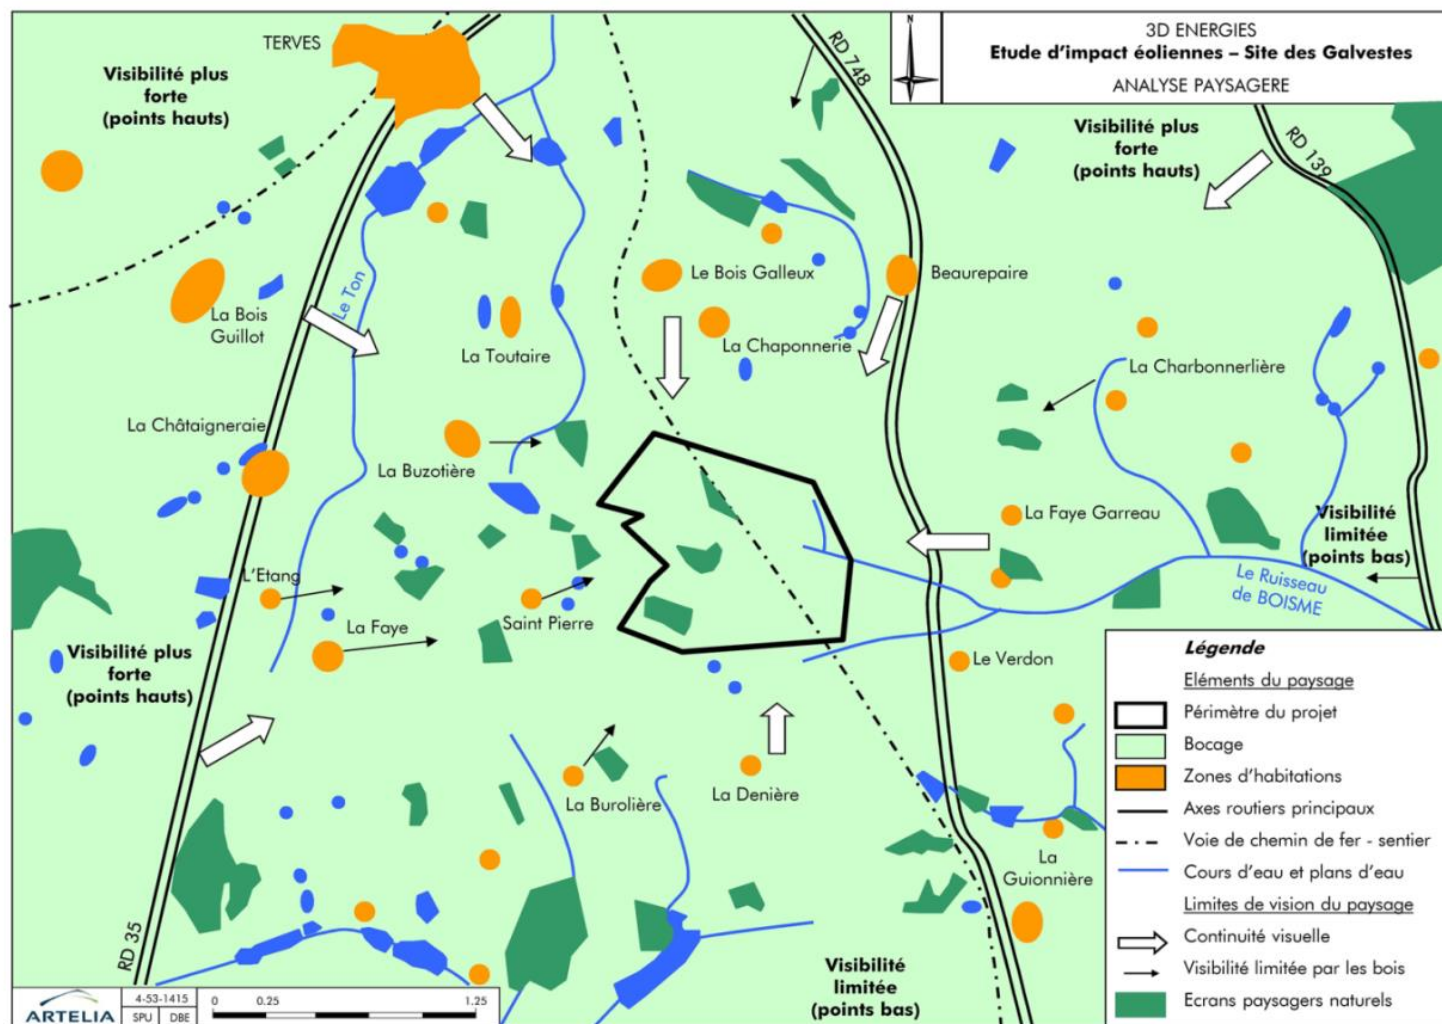 3D ENERGIES
Etude d'impact éoliennes – Site des Galvestes
ANALYSE PAYSAGERE
N
TERVES
Visibilité plus
forte
(points hauts)
RD 748
Visibilité plus
forte
(points hauts)
RD 139
La Bois
Guillot
Le Ton
La Toutaire
Le Bois Galleux
La Chaponnerie
Beaurepaire
La Charbonnerlière
La Châtaigneraie
La Buzotière
La Faye Garreau
Visibilité
limitée
(points bas)
L'Etang
La Faye
Saint Pierre
Le Ruisseau
de BOISME
Visibilité plus
forte
(points hauts)
Le Verdon
La Burolière
La Denière
La
Guionnière
RD 35
Visibilité
limitée
(points bas)
Légende
Eléments du paysage
Périmètre du projet
Bocage
Zones d'habitations
Axes routiers principaux
Voie de chemin de fer - sentier
Cours d'eau et plans d'eau
Limites de vision du paysage
Continuité visuelle
Visibilité limitée par les bois
Ecrans paysagers naturels
ARTELIA
4-53-1415
SPU DBE
0 0.25 1.25